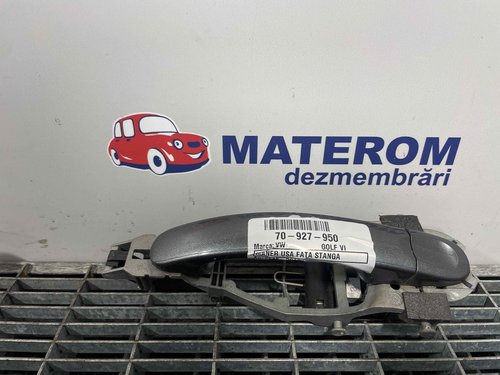 MATEROM
dezmembrări
70-927-950
Marca: VW GOLF VI
MANER USA FATA STANGA